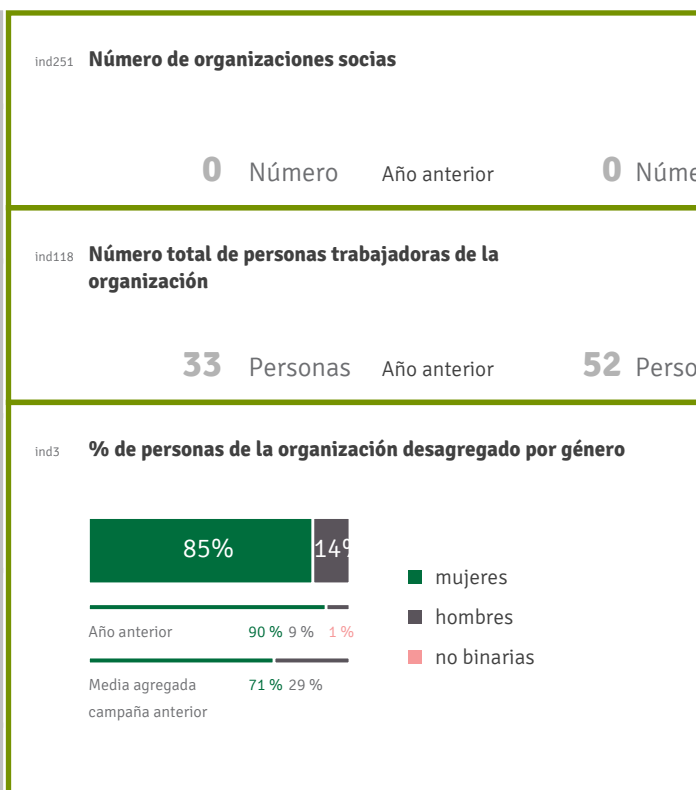 ind251 Número de organizaciones socias
0 Número Año anterior 0
ind118 Número total de personas trabajadoras de la
organización
33 Personas Año anterior 52
ind3 % de personas de la organización desagregado por género
85%
mujeres
hombres
Año anterior 90 % 9 % 1 %
no binarias
Media agregada 71 % 29 %
campaña anterior